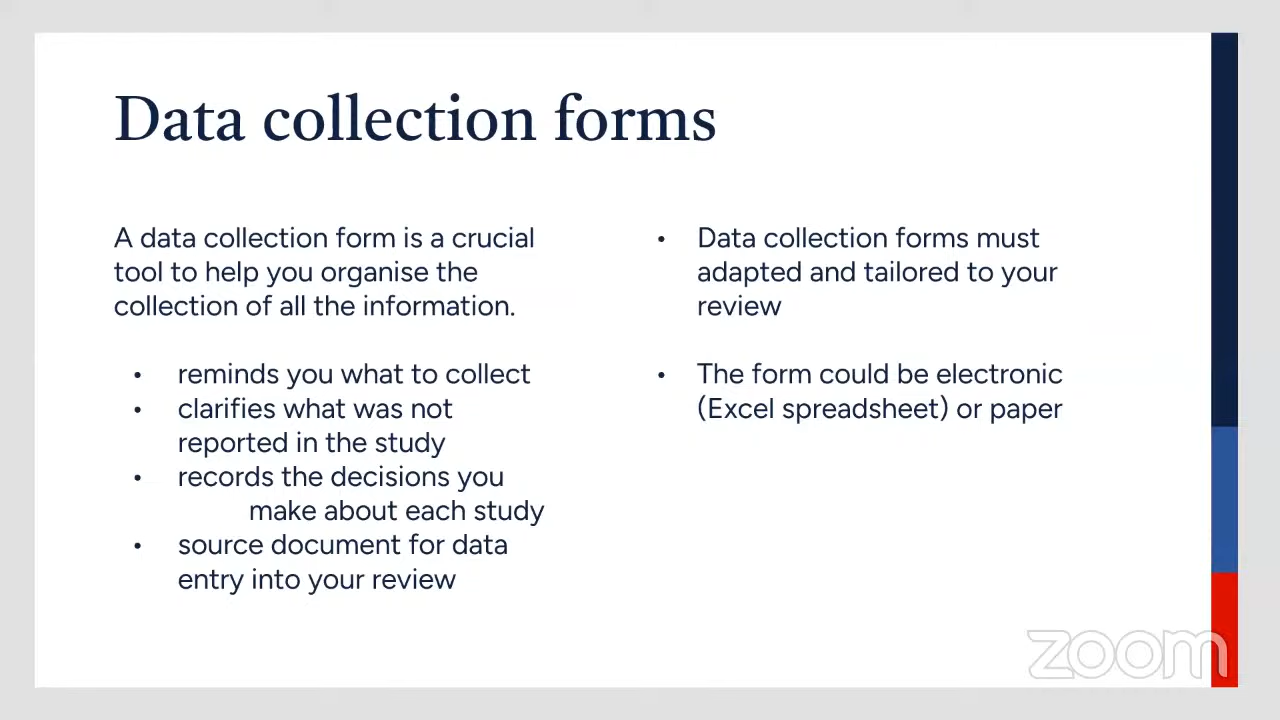 Data collection forms
A data collection form is a crucial
tool to help you organise the
collection of all the information.
• reminds you what to collect
• clarifies what was not
reported in the study
• records the decisions you
make about each study
• source document for data
entry into your review
• Data collection forms must
adapted and tailored to your
review
• The form could be electronic
(Excel spreadsheet) or paper
zoom